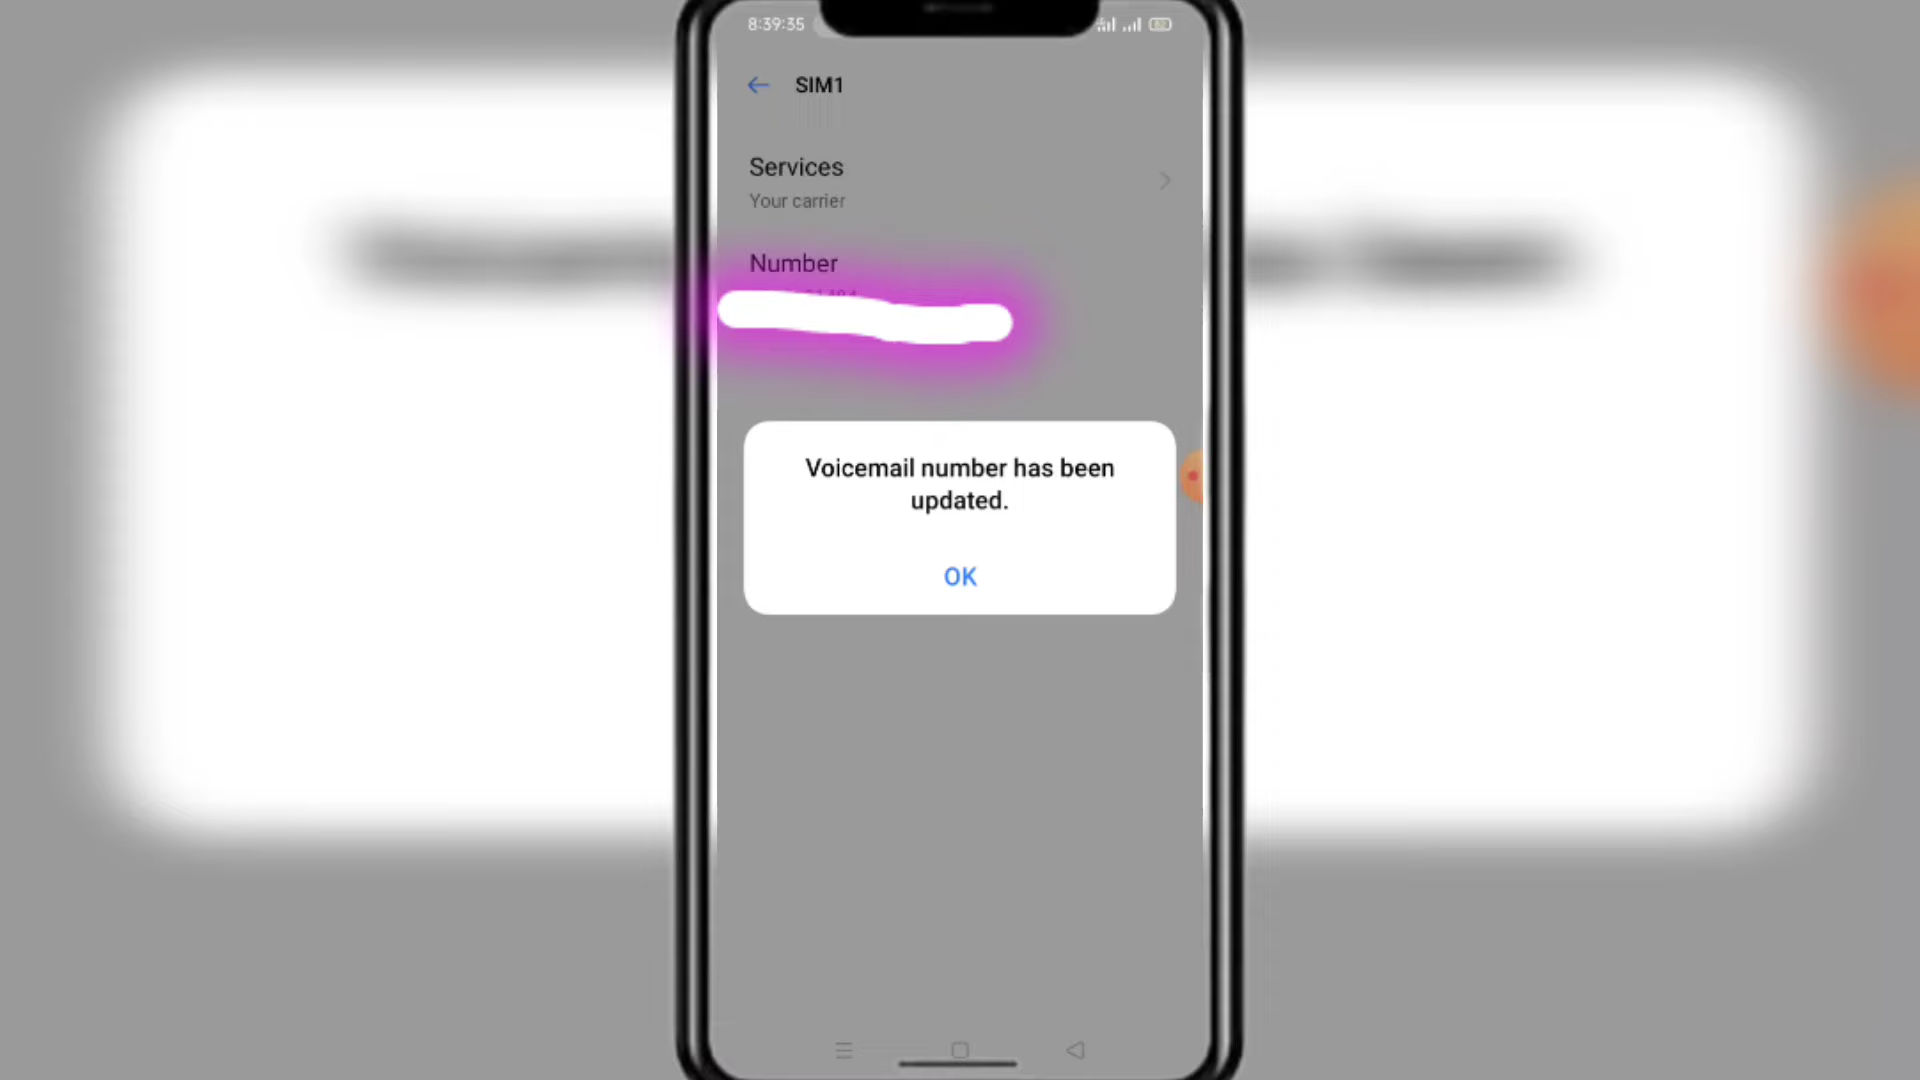 8:39:35
SIM1
Services
Your carrier
Number
Voicemail number has been
updated.
OK